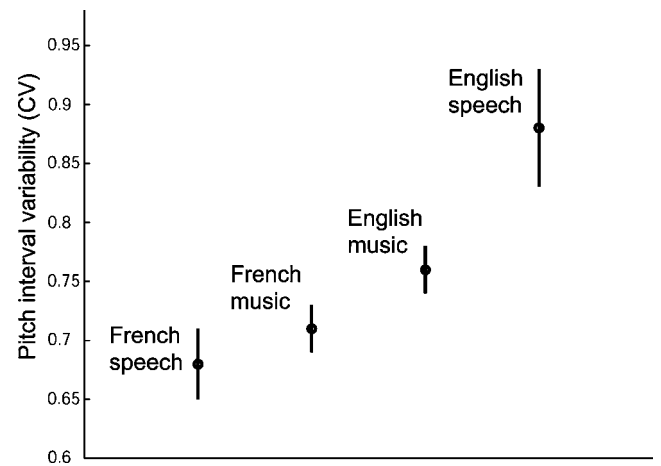 Pitch interval variability (CV)
0.95
0.9
0.85
0.8
0.75
0.7
0.65
0.6
English
speech
English
music
French
music
French
speech